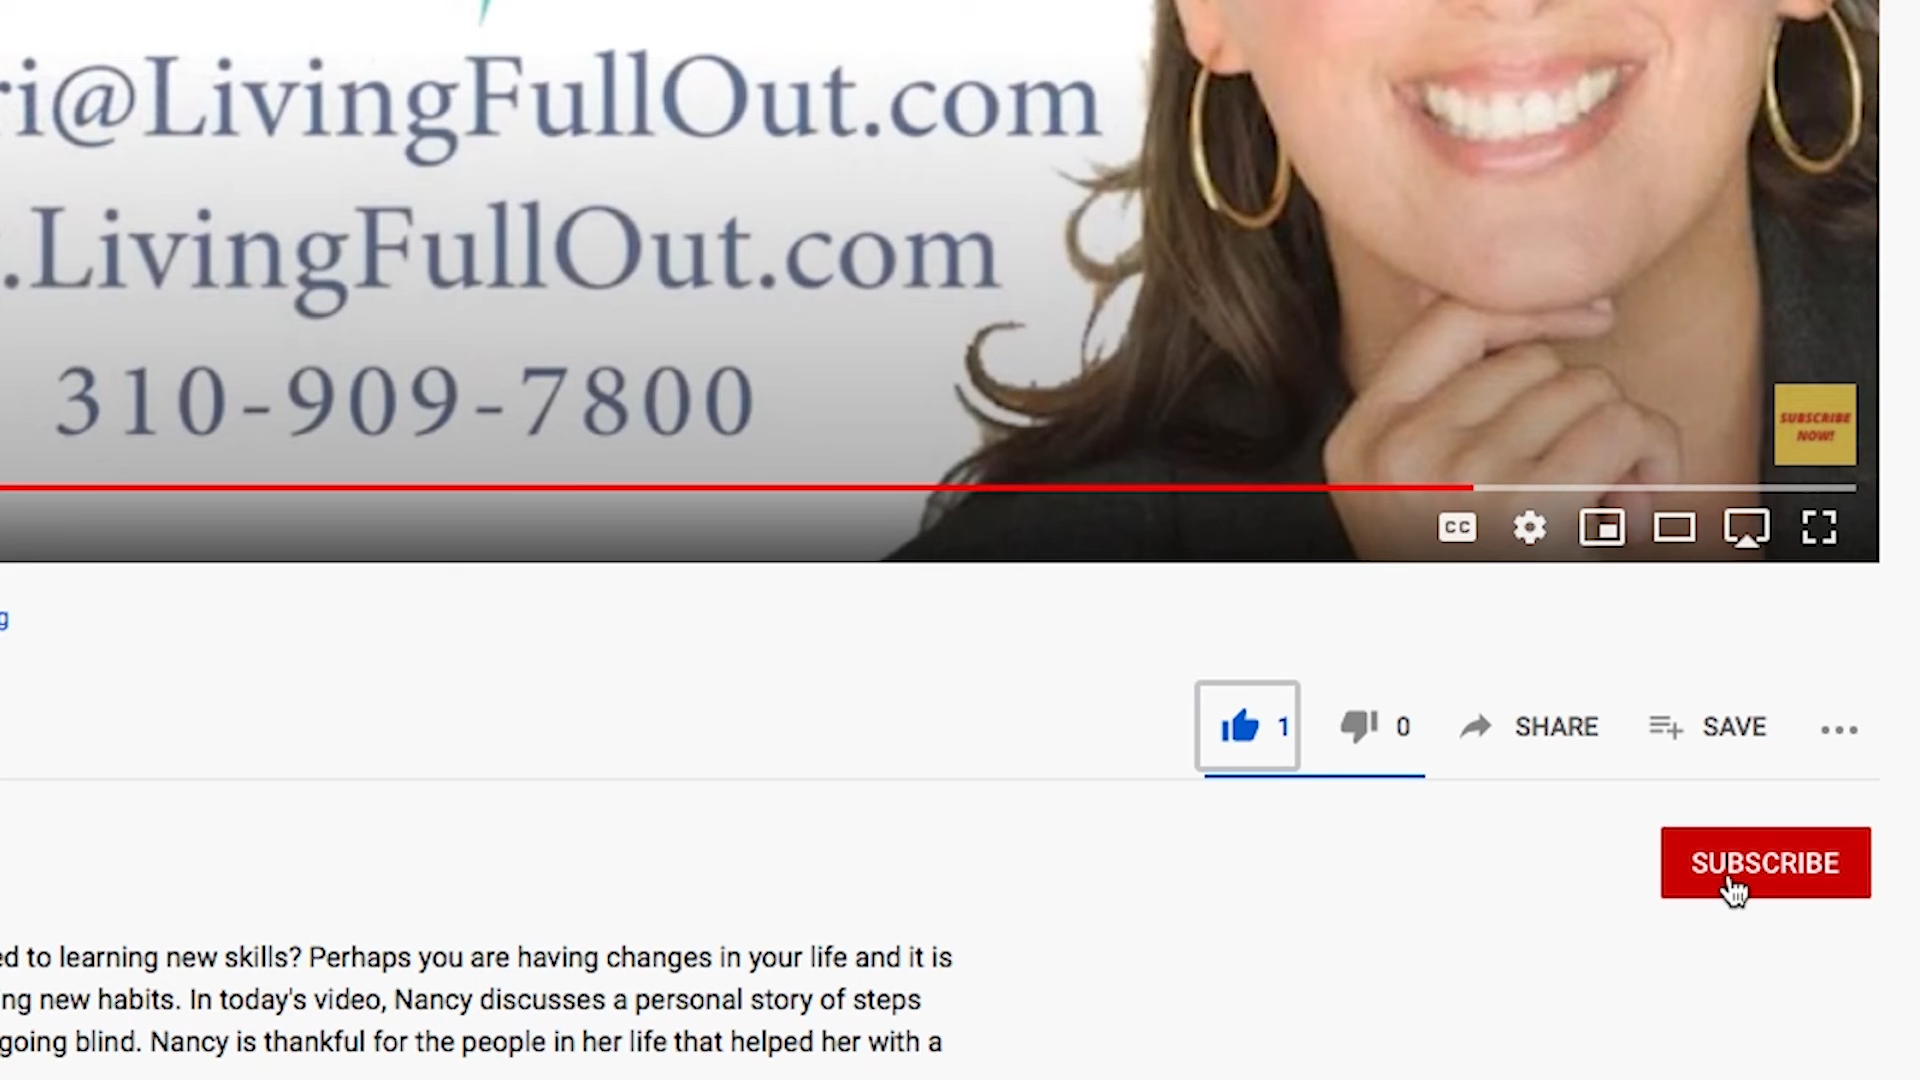 ri@LivingFullOut.com
.LivingFullOut.com
310-909-7800
SUBSCRIBE
NOW!
CC
g
1 0 SHARE SAVE
SUBSCRIBE
ed to learning new skills? Perhaps you are having changes in your life and it is
ng new habits. In today's video, Nancy discusses a personal story of steps
going blind. Nancy is thankful for the people in her life that helped her with a